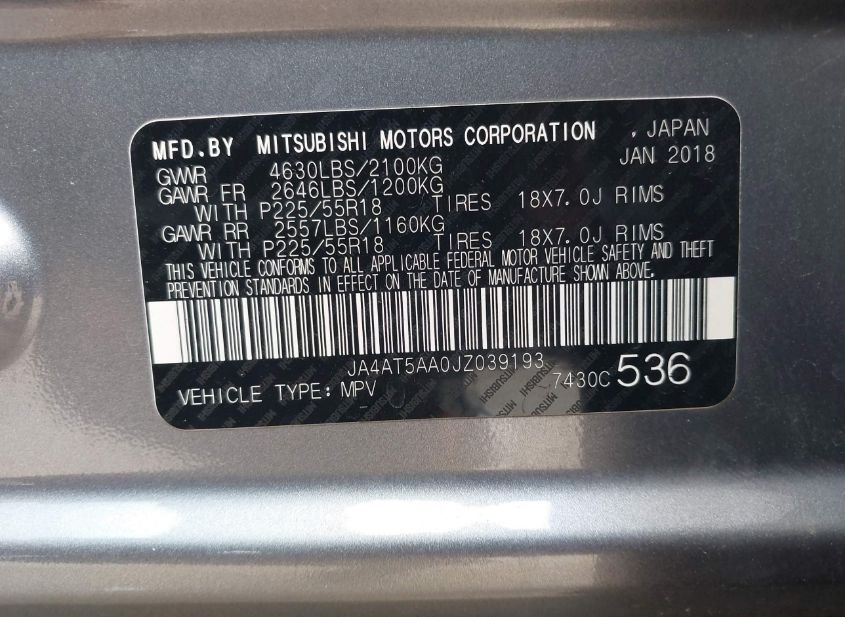 MFD.BY MITSUBISHI MOTORS CORPORATION , JAPAN
JAN 2018
GVWR 4630LBS/2100KG
GAWR FR 2646LBS/1200KG
WITH P225/55R18 TIRES 18X7.0J RIMS
GAWR RR 2557LBS/1160KG
WITH P225/55R18 TIRES 18X7.0J RIMS
THIS VEHICLE CONFORMS TO ALL APPLICABLE FEDERAL MOTOR VEHICLE SAFETY AND THEFT
PREVENTION STANDARDS IN EFFECT ON THE DATE OF MANUFACTURE SHOWN ABOVE.
JA4AT5AA0JZ039193
VEHICLE TYPE: MPV 7430C 536